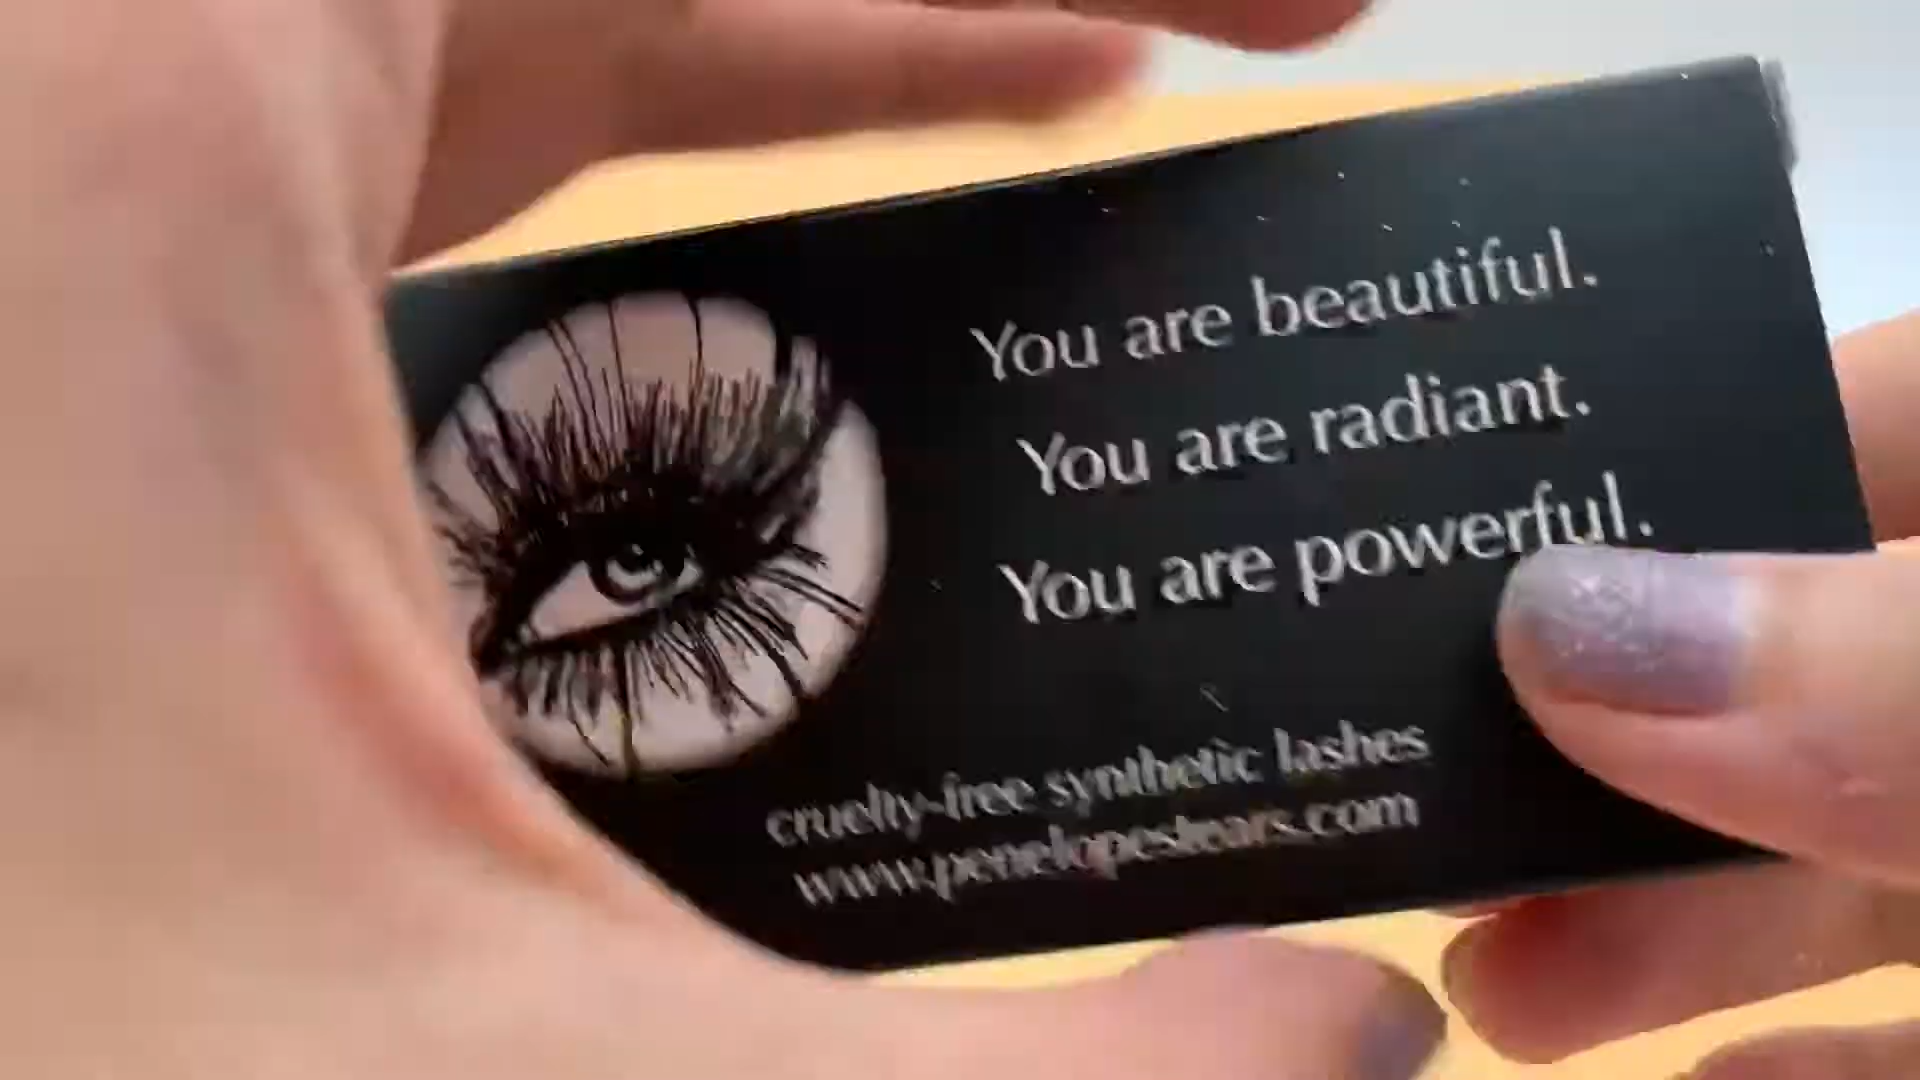 You are beautiful.
You are radiant.
You are powerful.
cruelty-free synthetic lashes
www.penelopestears.com